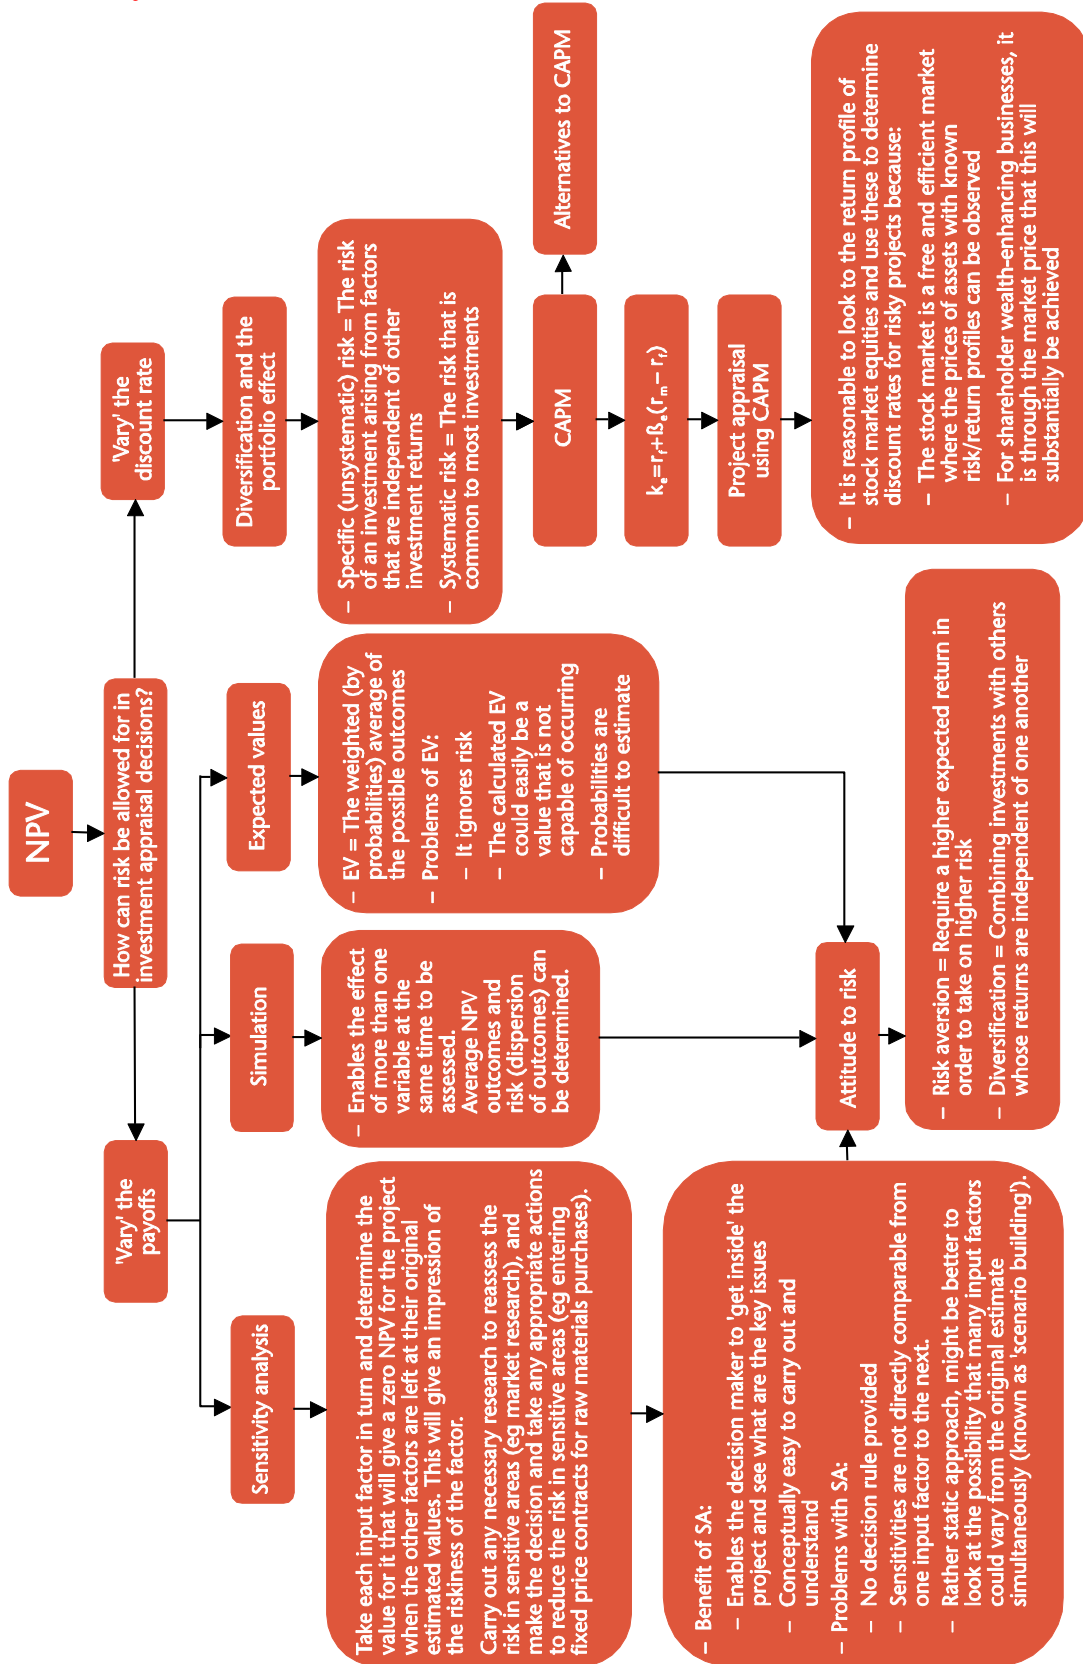 NPV
How can risk be allowed for in
investment appraisal decisions?
'Vary' the
payoffs
'Vary' the
discount rate
Sensitivity analysis
Simulation
Expected values
Diversification and the
portfolio effect
Take each input factor in turn and determine the
value for it that will give a zero NPV for the project
when the other factors are left at their original
estimated values. This will give an impression of
the riskiness of the factor.
Carry out any necessary research to reassess the
risk in sensitive areas (eg market research), and
make the decision and take any appropriate actions
to reduce the risk in sensitive areas (eg entering
fixed price contracts for raw materials purchases).
– Enables the effect
of more than one
variable at the
same time to be
assessed.
Average NPV
outcomes and
risk (dispersion
of outcomes) can
be determined.
– EV = The weighted (by
probabilities) average of
the possible outcomes
– Problems of EV:
– It ignores risk
– The calculated EV
could easily be a
value that is not
capable of occurring
– Probabilities are
difficult to estimate
– Specific (unsystematic) risk = The risk
of an investment arising from factors
that are independent of other
investment returns
– Systematic risk = The risk that is
common to most investments
– Benefit of SA:
– Enables the decision maker to 'get inside' the
project and see what are the key issues
– Conceptually easy to carry out and
understand
– Problems with SA:
– No decision rule provided
– Sensitivities are not directly comparable from
one input factor to the next.
– Rather static approach, might be better to
look at the possibility that many input factors
could vary from the original estimate
simultaneously (known as 'scenario building').
Attitude to risk
– Risk aversion = Require a higher expected return in
order to take on higher risk
– Diversification = Combining investments with others
whose returns are independent of one another
CAPM
Alternatives to CAPM
kₑ=r_f+ßₑ(rₘ − r_f)
Project appraisal
using CAPM
– It is reasonable to look to the return profile of
stock market equities and use these to determine
discount rates for risky projects because:
– The stock market is a free and efficient market
where the prices of assets with known
risk/return profiles can be observed
– For shareholder wealth-enhancing businesses, it
is through the market price that this will
substantially be achieved